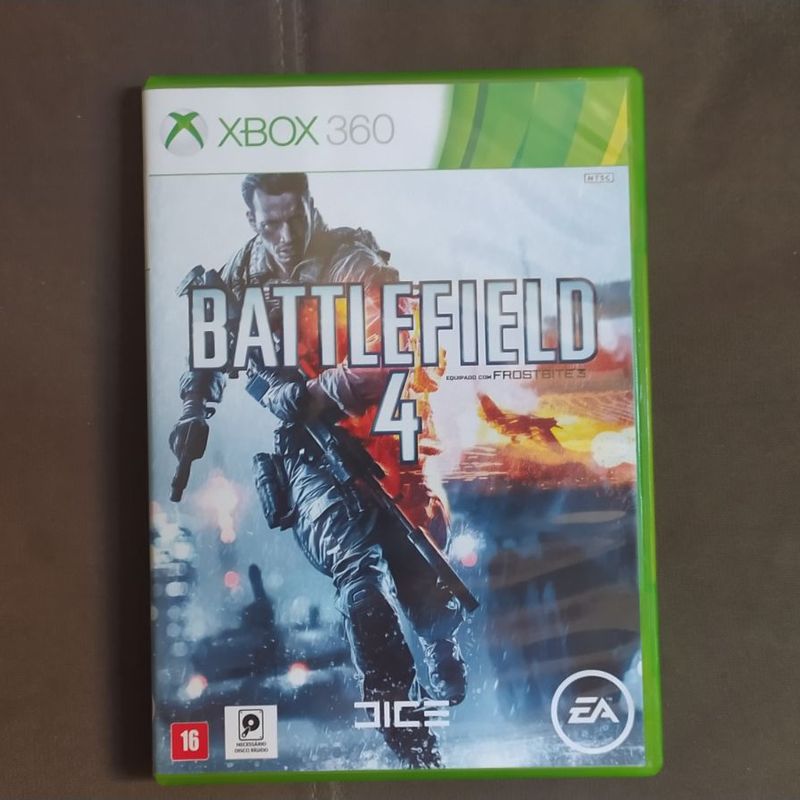 XBOX 360
NTSC
BATTLEFIELD
4
EQUIPADO COM FROSTBITE 3
DICE
EA
16
NECESSÁRIO
DISCO RÍGIDO